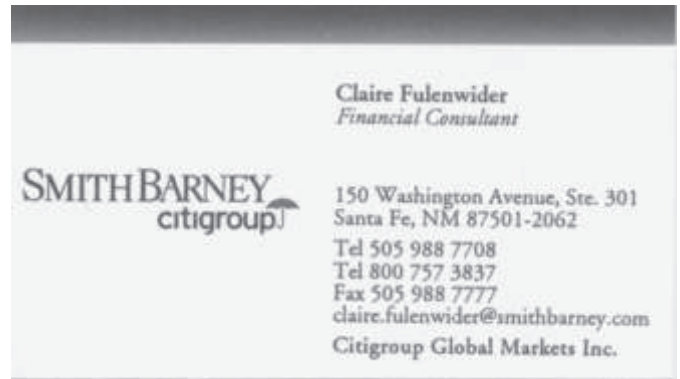 Claire Fulenwider
Financial Consultant
SMITH BARNEY
citigroup
150 Washington Avenue, Ste. 301
Santa Fe, NM 87501-2062
Tel 505 988 7708
Tel 800 757 3837
Fax 505 988 7777
claire.fulenwider@smithbarney.com
Citigroup Global Markets Inc.